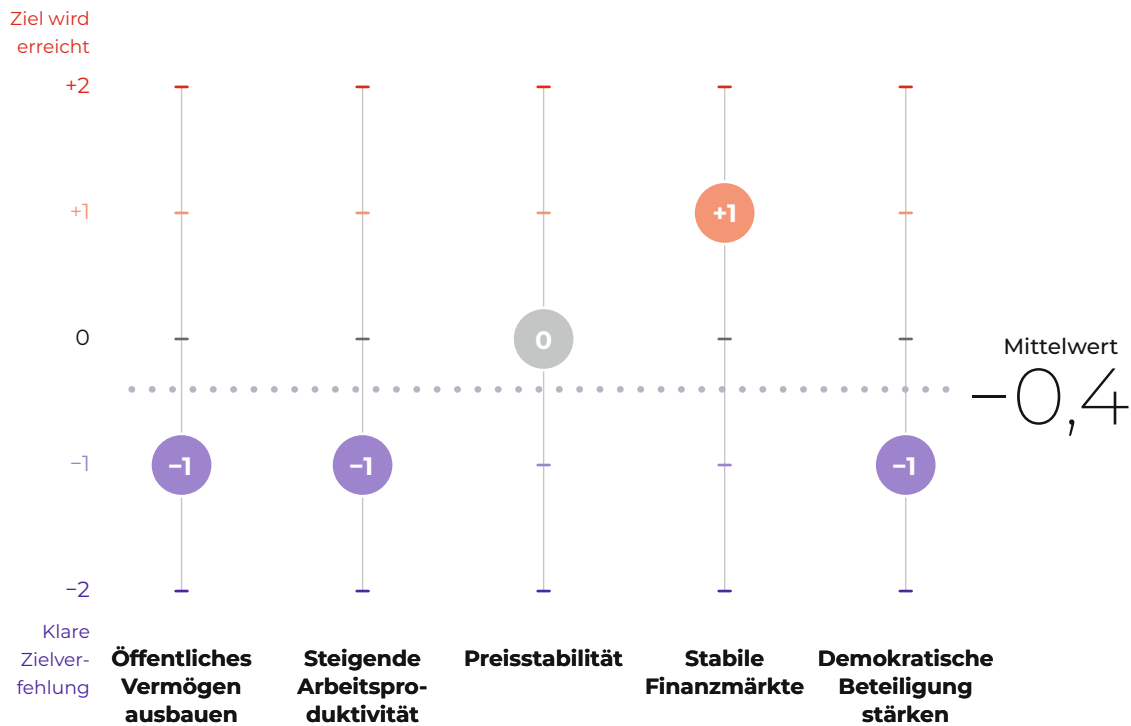 Ziel wird
erreicht
+2
+1
+1
0
0
Mittelwert
−0,4
−1
−1
−1
−1
−2
Klare
Zielver-
fehlung
Öffentliches
Vermögen
ausbauen
Steigende
Arbeitspro-
duktivität
Preisstabilität
Stabile
Finanzmärkte
Demokratische
Beteiligung
stärken